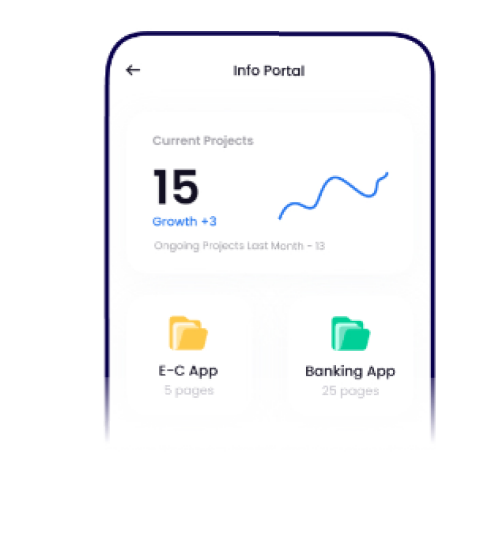 Info Portal
Current Projects
15
Growth +3
Ongoing Projects Last Month - 13
E-C App
5 pages
Banking App
25 pages